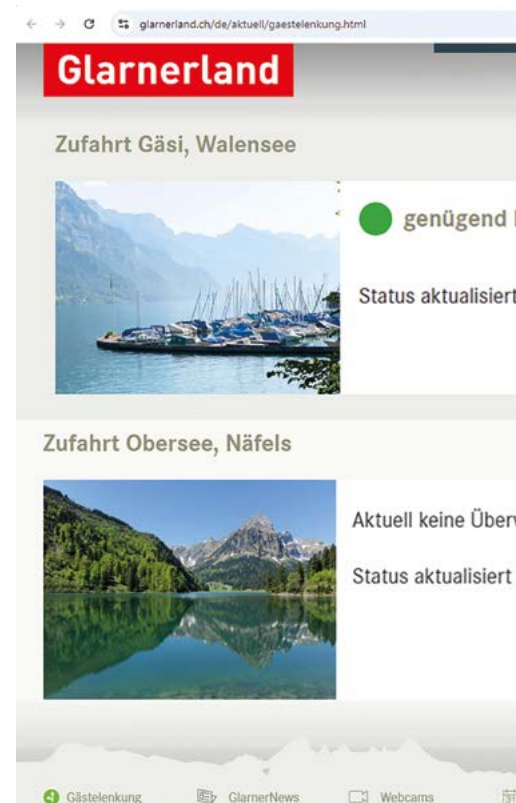 glarnerland.ch/de/aktuell/gaestelenkung.html
Glarnerland
Zufahrt Gäsi, Walensee
genügend
Status aktualisiert
Zufahrt Obersee, Näfels
Aktuell keine
Status aktualisiert
Gästelenkung
GlarnerNews
Webcams